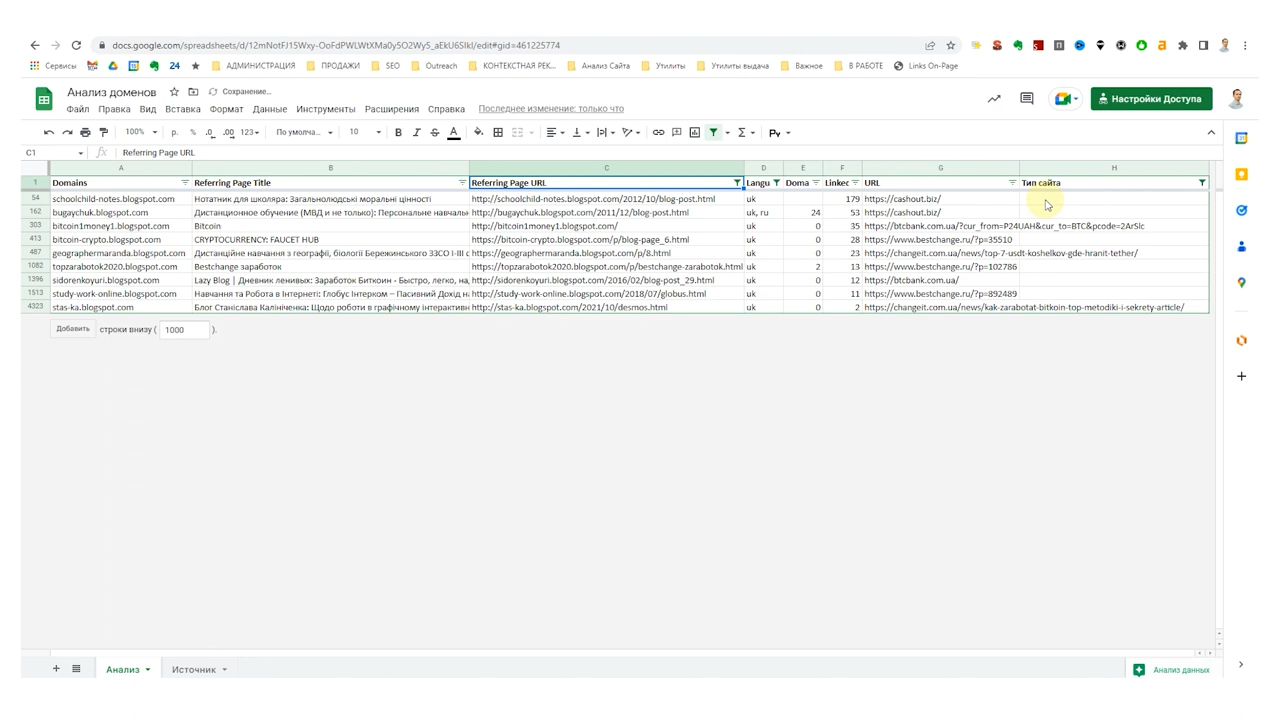 docs.google.com/spreadsheets/d/12mNotFJ15Wxy-OoFdPWLWtXMa0y5O2Wy5_aEkU6SIkI/edit#gid=461225774
Сервисы 24 АДМИНИСТРАЦИЯ ПРОДАЖИ SEO Outreach КОНТЕКСТНАЯ РЕК... Анализ Сайта Утилиты Утилиты выдача Важное В РАБОТЕ Links On-Page
Анализ доменов Сохранение...
Файл Правка Вид Вставка Формат Данные Инструменты Расширения Справка Последнее изменение: только что
Настройки Доступа
100% р. % .0 .00 123 По умолча... 10 B I S A Σ Py
C1 fx Referring Page URL
A B C D E F G H
1 Domains Referring Page Title Referring Page URL Langu Doma Linkec URL Тип сайта
54 schoolchild-notes.blogspot.com Нотатник для школяра: Загальнолюдські моральні цінності http://schoolchild-notes.blogspot.com/2012/10/blog-post.html uk 179 https://cashout.biz/
162 bugaychuk.blogspot.com Дистанционное обучение (МВД и не только): Персональне навчаль http://bugaychuk.blogspot.com/2011/12/blog-post.html uk, ru 24 53 https://cashout.biz/
303 bitcoin1money1.blogspot.com Bitcoin http://bitcoin1money1.blogspot.com/ uk 0 35 https://btcbank.com.ua/?cur_from=P24UAH&cur_to=BTC&pcode=2ArSlc
413 bitcoin-crypto.blogspot.com CRYPTOCURRENCY: FAUCET HUB https://bitcoin-crypto.blogspot.com/p/blog-page_6.html uk 0 28 https://www.bestchange.ru/?p=35510
487 geographermaranda.blogspot.com Дистанційне навчання з географії, біології Бережинського ЗЗСО І-ІІІ с https://geographermaranda.blogspot.com/p/8.html uk 0 23 https://changeit.com.ua/news/top-7-usdt-koshelkov-gde-hranit-tether/
1082 topzarabotok2020.blogspot.com Bestchange заработок https://topzarabotok2020.blogspot.com/p/bestchange-zarabotok.html uk 2 13 https://www.bestchange.ru/?p=102786
1396 sidorenkoyuri.blogspot.com Lazy Blog | Дневник ленивых: Заработок Биткоин - Быстро, легко, на, http://sidorenkoyuri.blogspot.com/2016/02/blog-post_29.html uk 0 12 https://btcbank.com.ua/
1513 study-work-online.blogspot.com Навчання та Робота в Інтернеті: Глобус Інтерком – Пасивний Дохід н http://study-work-online.blogspot.com/2018/07/globus.html uk 0 11 https://www.bestchange.ru/?p=892489
4323 stas-ka.blogspot.com Блог Станіслава Калініченка: Щодо роботи в графічному інтерактив http://stas-ka.blogspot.com/2021/10/desmos.html uk 0 2 https://changeit.com.ua/news/kak-zarabotat-bitkoin-top-metodiki-i-sekrety-article/
Добавить строки внизу ( 1000 ).
+ Анализ Источник Анализ данных